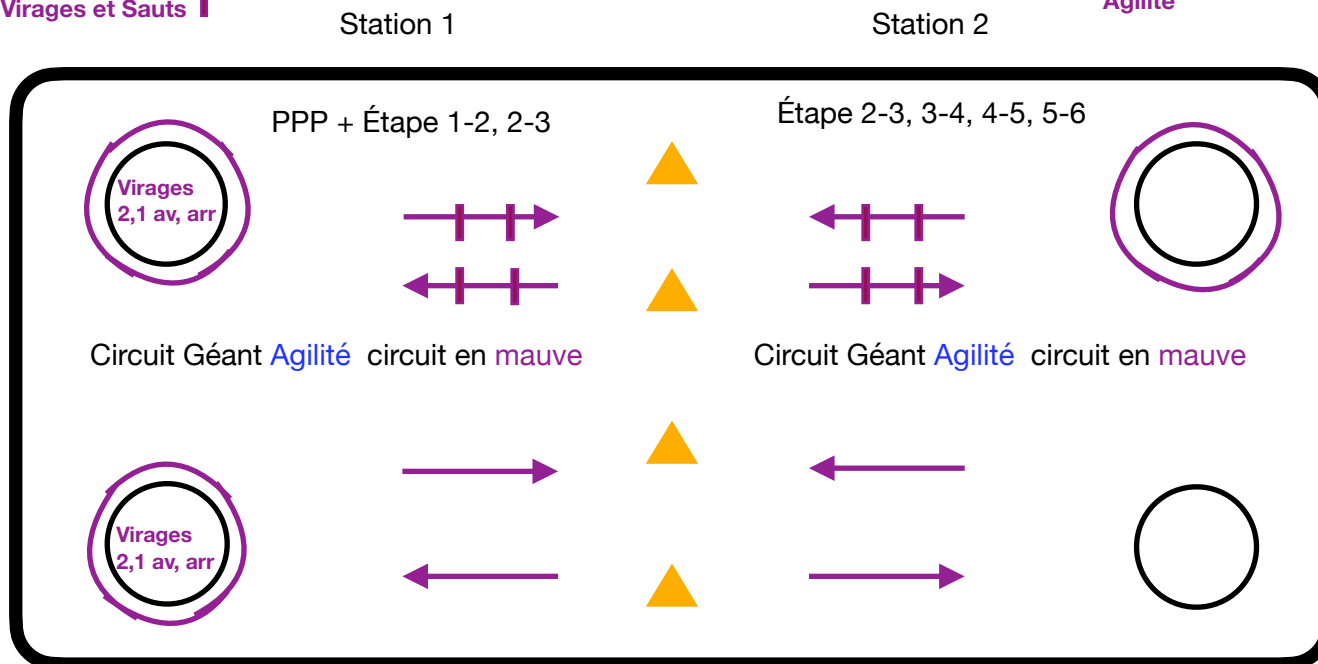 Virages et Sauts
Agilité
Station 1
Station 2
PPP + Étape 1-2, 2-3
Étape 2-3, 3-4, 4-5, 5-6
Virages
2,1 av, arr
Circuit Géant Agilité circuit en mauve
Circuit Géant Agilité circuit en mauve
Virages
2,1 av, arr